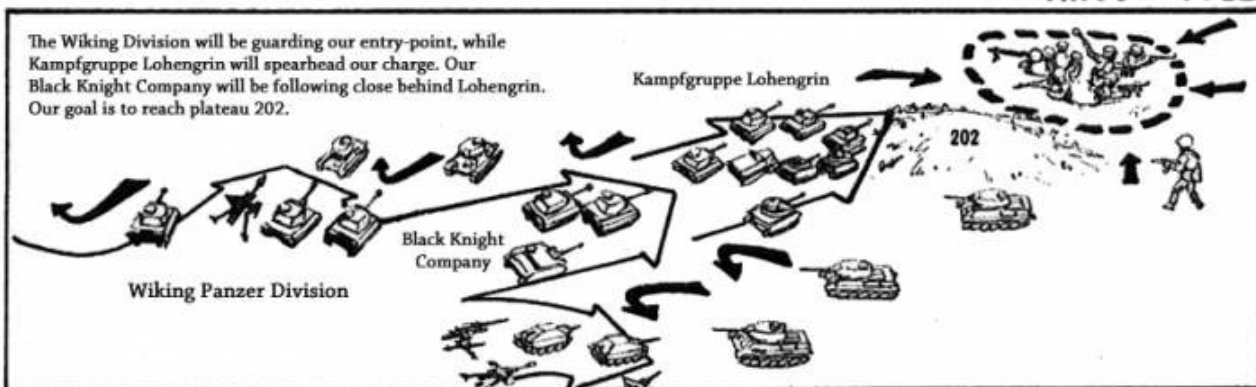 The Wiking Division will be guarding our entry-point, while
Kampfgruppe Lohengrin will spearhead our charge. Our
Black Knight Company will be following close behind Lohengrin.
Our goal is to reach plateau 202.
Kampfgruppe Lohengrin
202
Black Knight
Company
Wiking Panzer Division